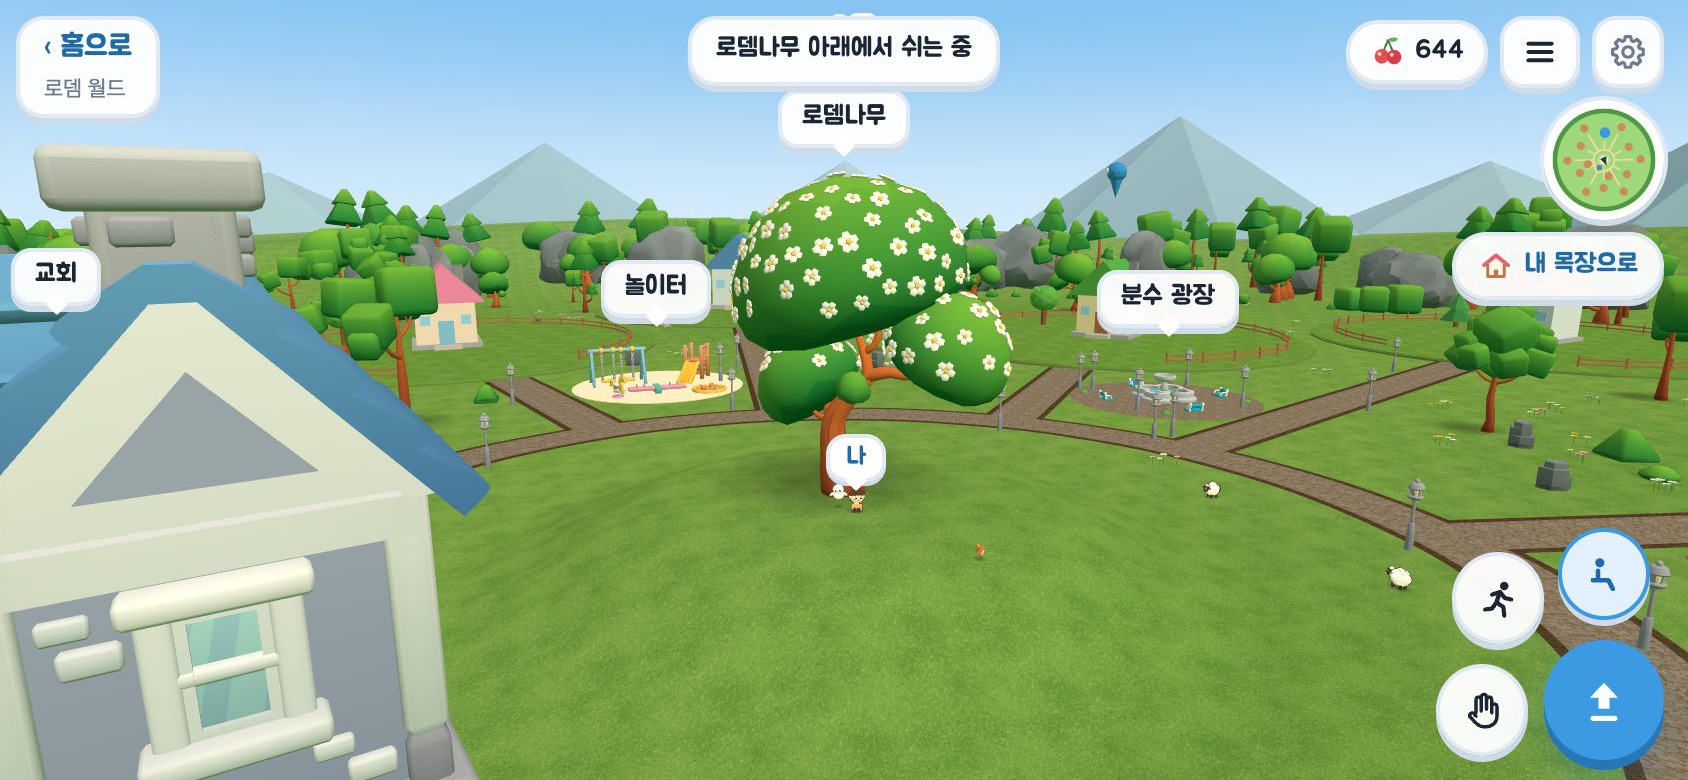 ‹ 홈으로
로뎀 월드
로뎀나무 아래에서 쉬는 중
644
로뎀나무
내 목장으로
교회
놀이터
분수 광장
나